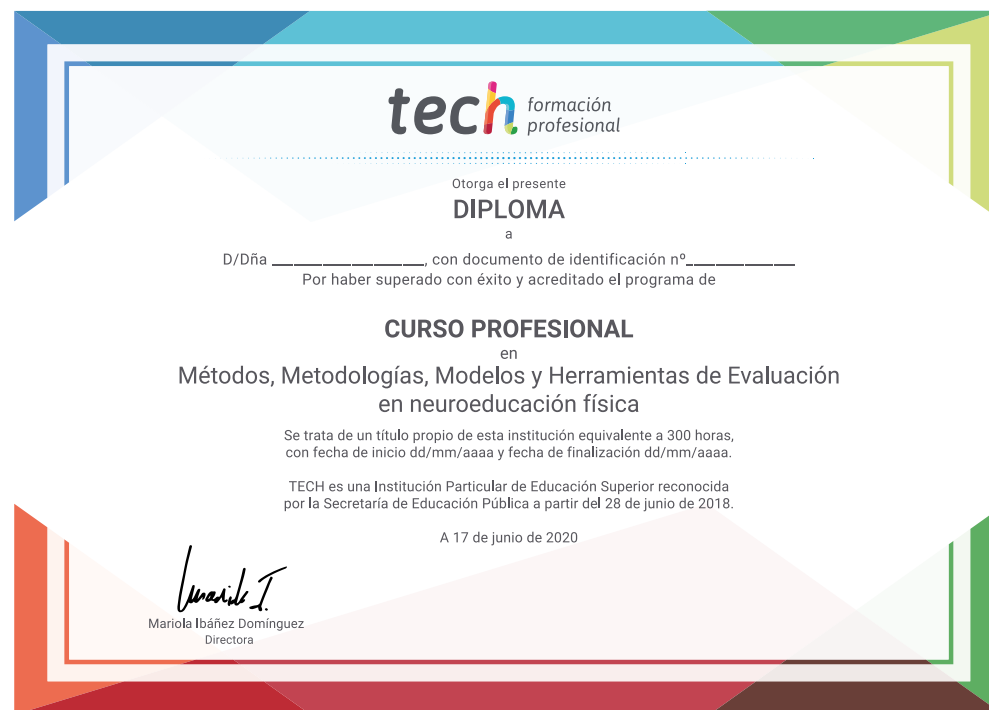 tech formación
profesional
Otorga el presente
DIPLOMA
a
D/Dña ______________, con documento de identificación nº__________
Por haber superado con éxito y acreditado el programa de
CURSO PROFESIONAL
en
Métodos, Metodologías, Modelos y Herramientas de Evaluación
en neuroeducación física
Se trata de un título propio de esta institución equivalente a 300 horas,
con fecha de inicio dd/mm/aaaa y fecha de finalización dd/mm/aaaa.
TECH es una Institución Particular de Educación Superior reconocida
por la Secretaría de Educación Pública a partir del 28 de junio de 2018.
A 17 de junio de 2020
Mariola I.
Mariola Ibáñez Domínguez
Directora